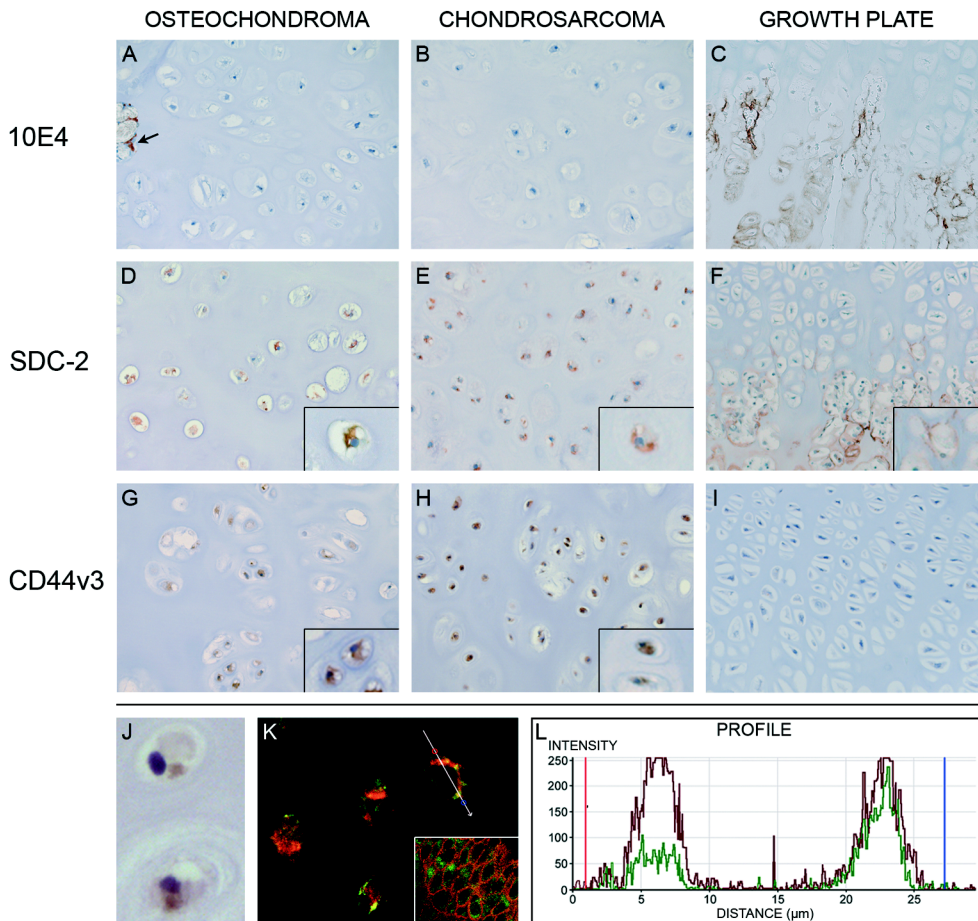 OSTEOCHONDROMA CHONDROSARCOMA GROWTH PLATE
10E4
A B C
SDC-2
D E F
CD44v3
G H I
J K L
PROFILE
INTENSITY
250
200
150
100
50
0
0 5 10 15 20 25
DISTANCE (μm)